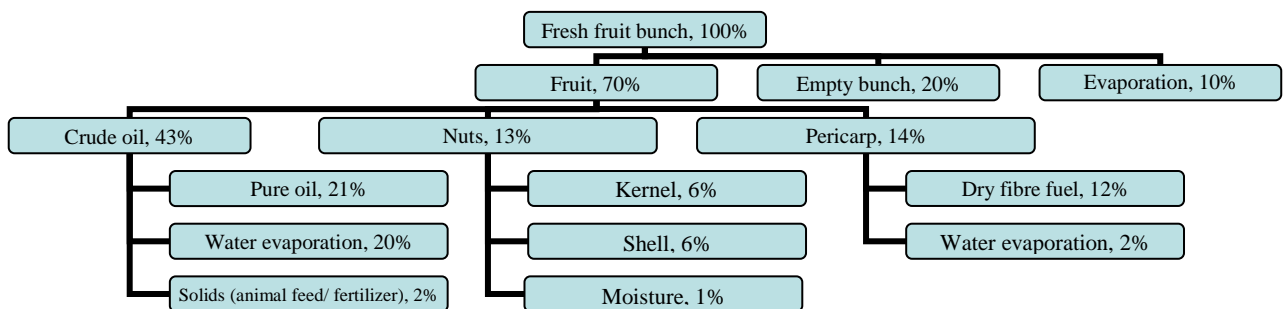 Fresh fruit bunch, 100%
Fruit, 70%
Empty bunch, 20%
Evaporation, 10%
Crude oil, 43%
Nuts, 13%
Pericarp, 14%
Pure oil, 21%
Kernel, 6%
Dry fibre fuel, 12%
Water evaporation, 20%
Shell, 6%
Water evaporation, 2%
Solids (animal feed/ fertilizer), 2%
Moisture, 1%